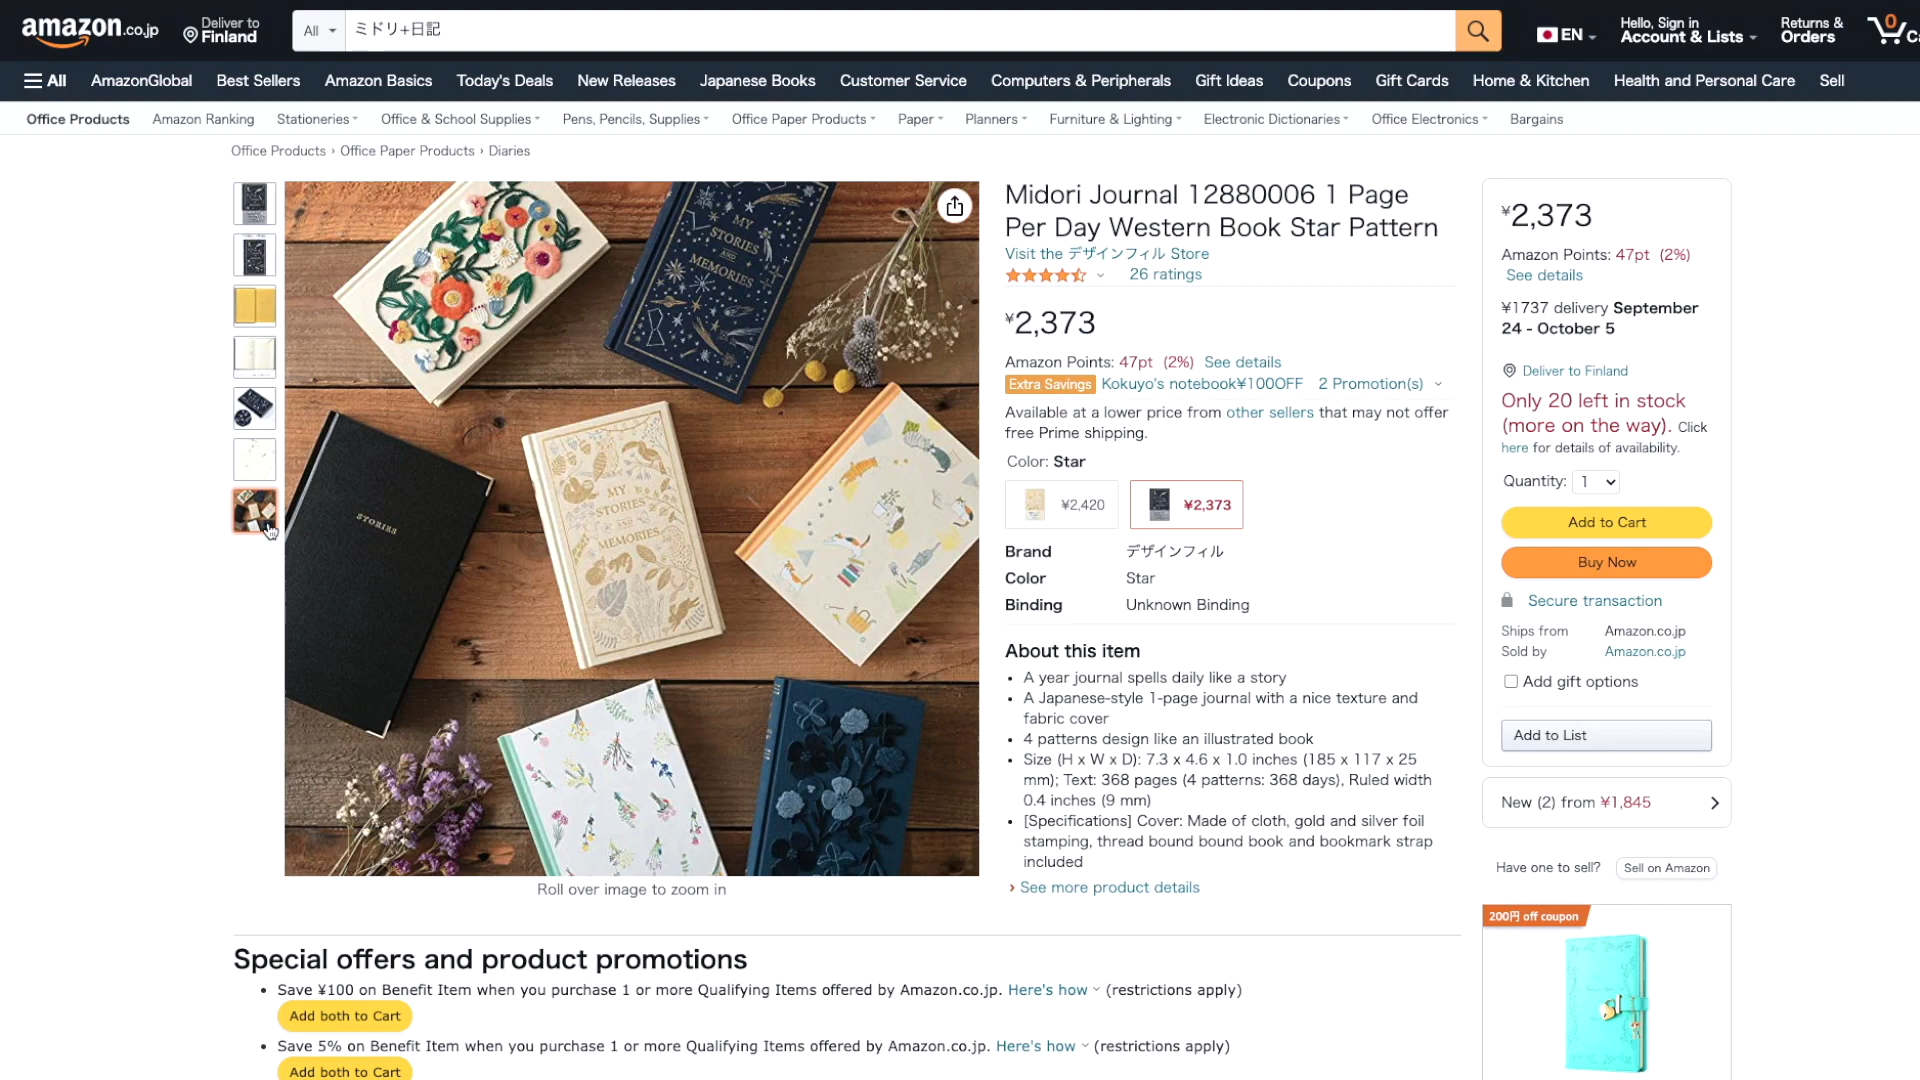 amazon.co.jp
Deliver to
Finland
All
ミドリ+日記
EN
Hello, Sign in
Account & Lists
Returns &
Orders
0
All
AmazonGlobal
Best Sellers
Amazon Basics
Today's Deals
New Releases
Japanese Books
Customer Service
Computers & Peripherals
Gift Ideas
Coupons
Gift Cards
Home & Kitchen
Health and Personal Care
Sell
Office Products
Amazon Ranking
Stationeries
Office & School Supplies
Pens, Pencils, Supplies
Office Paper Products
Paper
Planners
Furniture & Lighting
Electronic Dictionaries
Office Electronics
Bargains
Office Products › Office Paper Products › Diaries
MY
STORIES
AND
MEMORIES
STORIES
MY
STORIES
AND
MEMORIES
Roll over image to zoom in
Midori Journal 12880006 1 Page
Per Day Western Book Star Pattern
Visit the デザインフィル Store
26 ratings
¥2,373
Amazon Points: 47pt (2%) See details
Extra Savings Kokuyo's notebook¥100OFF 2 Promotion(s)
Available at a lower price from other sellers that may not offer
free Prime shipping.
Color: Star
¥2,420
¥2,373
Brand デザインフィル
Color Star
Binding Unknown Binding
About this item
• A year journal spells daily like a story
• A Japanese-style 1-page journal with a nice texture and
fabric cover
• 4 patterns design like an illustrated book
• Size (H x W x D): 7.3 x 4.6 x 1.0 inches (185 x 117 x 25
mm); Text: 368 pages (4 patterns: 368 days), Ruled width
0.4 inches (9 mm)
• [Specifications] Cover: Made of cloth, gold and silver foil
stamping, thread bound bound book and bookmark strap
included
› See more product details
¥2,373
Amazon Points: 47pt (2%)
See details
¥1737 delivery September
24 - October 5
Deliver to Finland
Only 20 left in stock
(more on the way). Click
here for details of availability.
Quantity: 1
Add to Cart
Buy Now
Secure transaction
Ships from Amazon.co.jp
Sold by Amazon.co.jp
Add gift options
Add to List
New (2) from ¥1,845
Have one to sell? Sell on Amazon
200円 off coupon
Special offers and product promotions
• Save ¥100 on Benefit Item when you purchase 1 or more Qualifying Items offered by Amazon.co.jp. Here's how (restrictions apply)
Add both to Cart
• Save 5% on Benefit Item when you purchase 1 or more Qualifying Items offered by Amazon.co.jp. Here's how (restrictions apply)
Add both to Cart